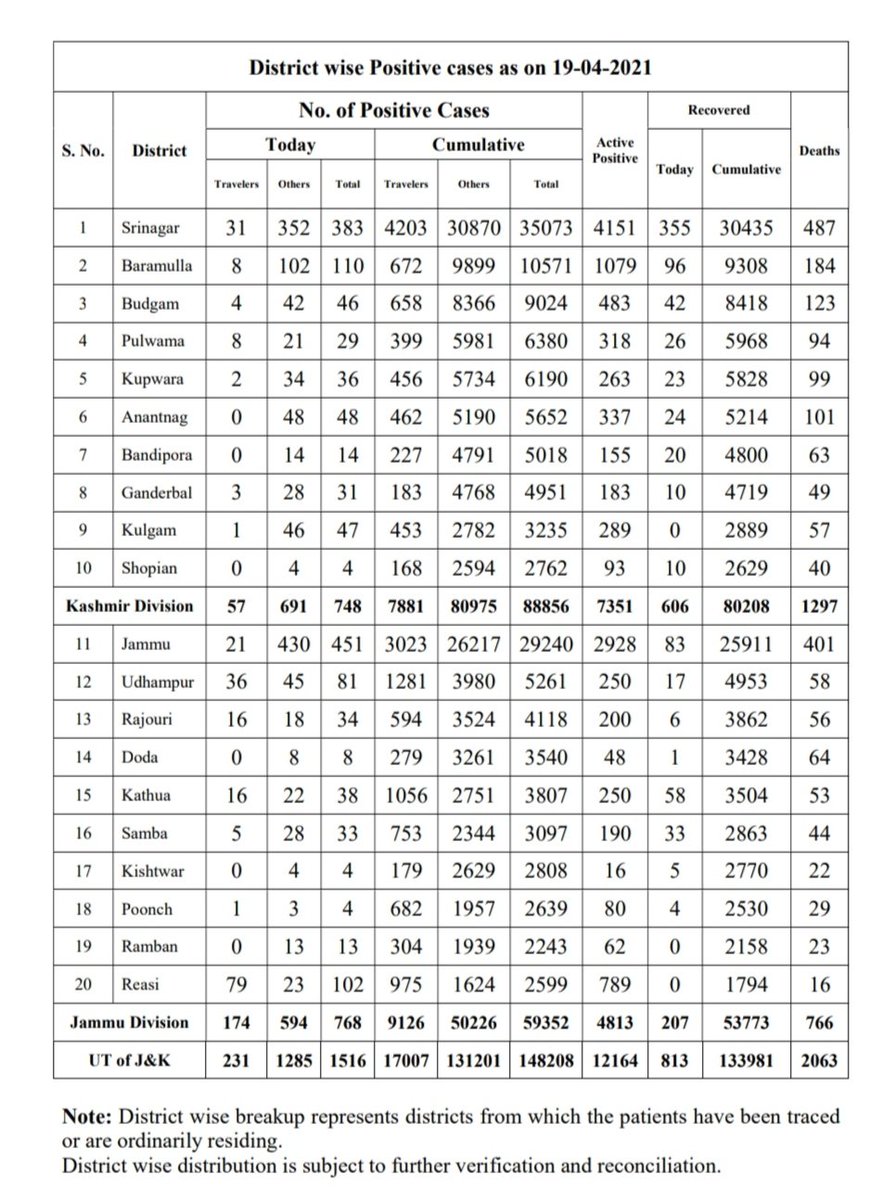 District wise Positive cases as on 19-04-2021
S. No. District No. of Positive Cases Active Positive Recovered Deaths
Today Cumulative Today Cumulative
Travelers Others Total Travelers Others Total
1 Srinagar 31 352 383 4203 30870 35073 4151 355 30435 487
2 Baramulla 8 102 110 672 9899 10571 1079 96 9308 184
3 Budgam 4 42 46 658 8366 9024 483 42 8418 123
4 Pulwama 8 21 29 399 5981 6380 318 26 5968 94
5 Kupwara 2 34 36 456 5734 6190 263 23 5828 99
6 Anantnag 0 48 48 462 5190 5652 337 24 5214 101
7 Bandipora 0 14 14 227 4791 5018 155 20 4800 63
8 Ganderbal 3 28 31 183 4768 4951 183 10 4719 49
9 Kulgam 1 46 47 453 2782 3235 289 0 2889 57
10 Shopian 0 4 4 168 2594 2762 93 10 2629 40
Kashmir Division 57 691 748 7881 80975 88856 7351 606 80208 1297
11 Jammu 21 430 451 3023 26217 29240 2928 83 25911 401
12 Udhampur 36 45 81 1281 3980 5261 250 17 4953 58
13 Rajouri 16 18 34 594 3524 4118 200 6 3862 56
14 Doda 0 8 8 279 3261 3540 48 1 3428 64
15 Kathua 16 22 38 1056 2751 3807 250 58 3504 53
16 Samba 5 28 33 753 2344 3097 190 33 2863 44
17 Kishtwar 0 4 4 179 2629 2808 16 5 2770 22
18 Poonch 1 3 4 682 1957 2639 80 4 2530 29
19 Ramban 0 13 13 304 1939 2243 62 0 2158 23
20 Reasi 79 23 102 975 1624 2599 789 0 1794 16
Jammu Division 174 594 768 9126 50226 59352 4813 207 53773 766
UT of J&K 231 1285 1516 17007 131201 148208 12164 813 133981 2063
Note: District wise breakup represents districts from which the patients have been traced
or are ordinarily residing.
District wise distribution is subject to further verification and reconciliation.